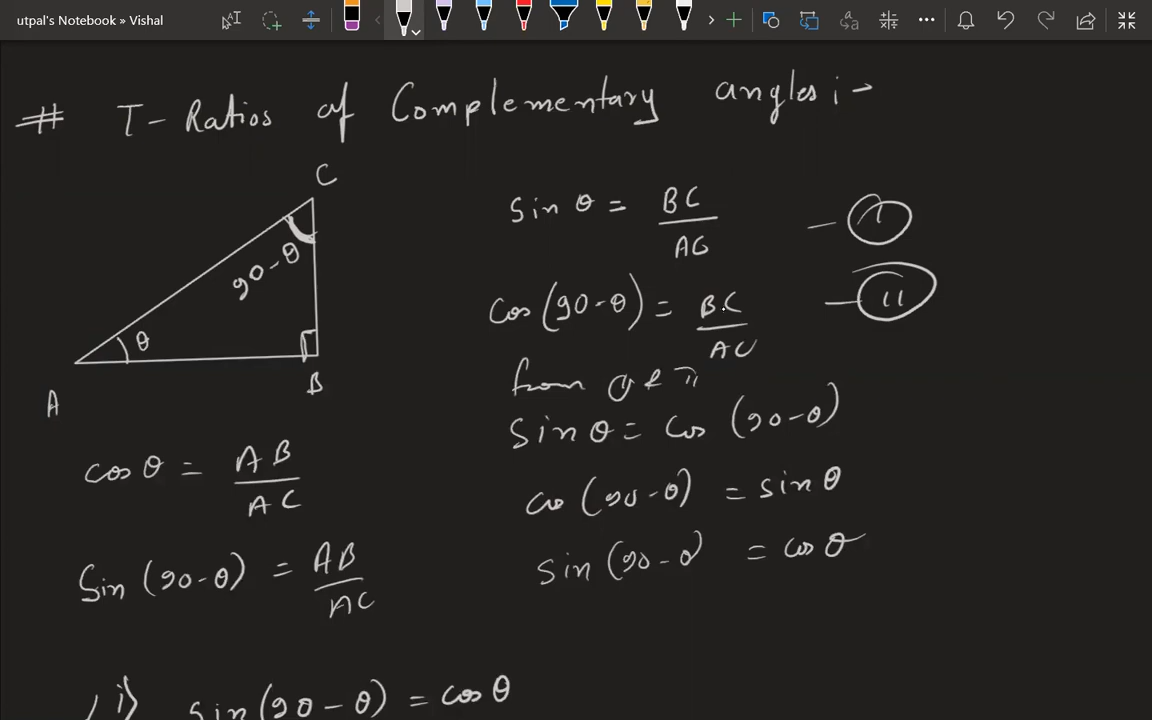 utpal's Notebook » Vishal
# T-Ratios of Complementary angles :-
C
90-θ
θ
A
B
sin θ = BC/AC - I
cos (90-θ) = BC/AC - II
from I & II
sin θ = cos (90-θ)
cos (90-θ) = sin θ
sin (90-θ) = cos θ
cos θ = AB/AC
Sin (90-θ) = AB/AC
(i) sin (90-θ) = cos θ